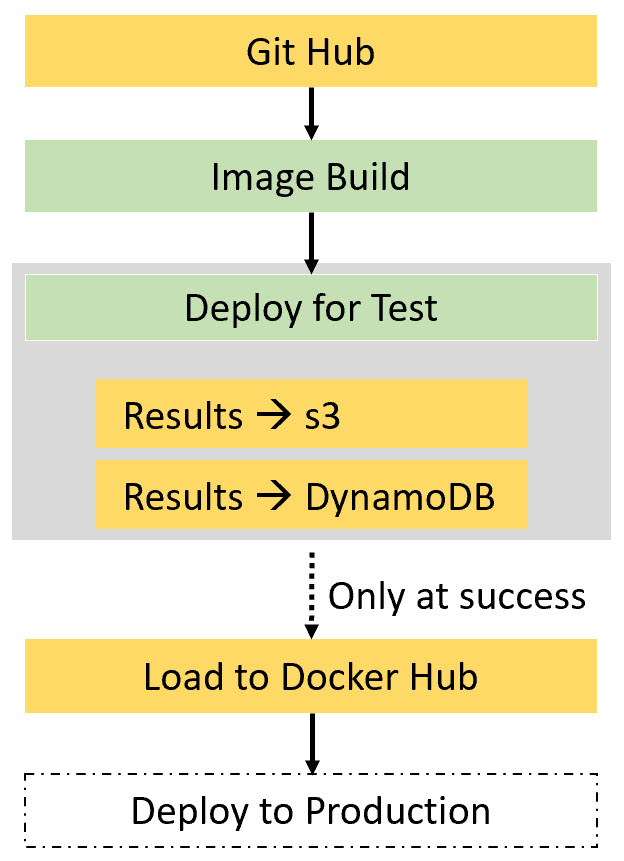 Git Hub
Image Build
Deploy for Test
Results → s3
Results → DynamoDB
Only at success
Load to Docker Hub
Deploy to Production